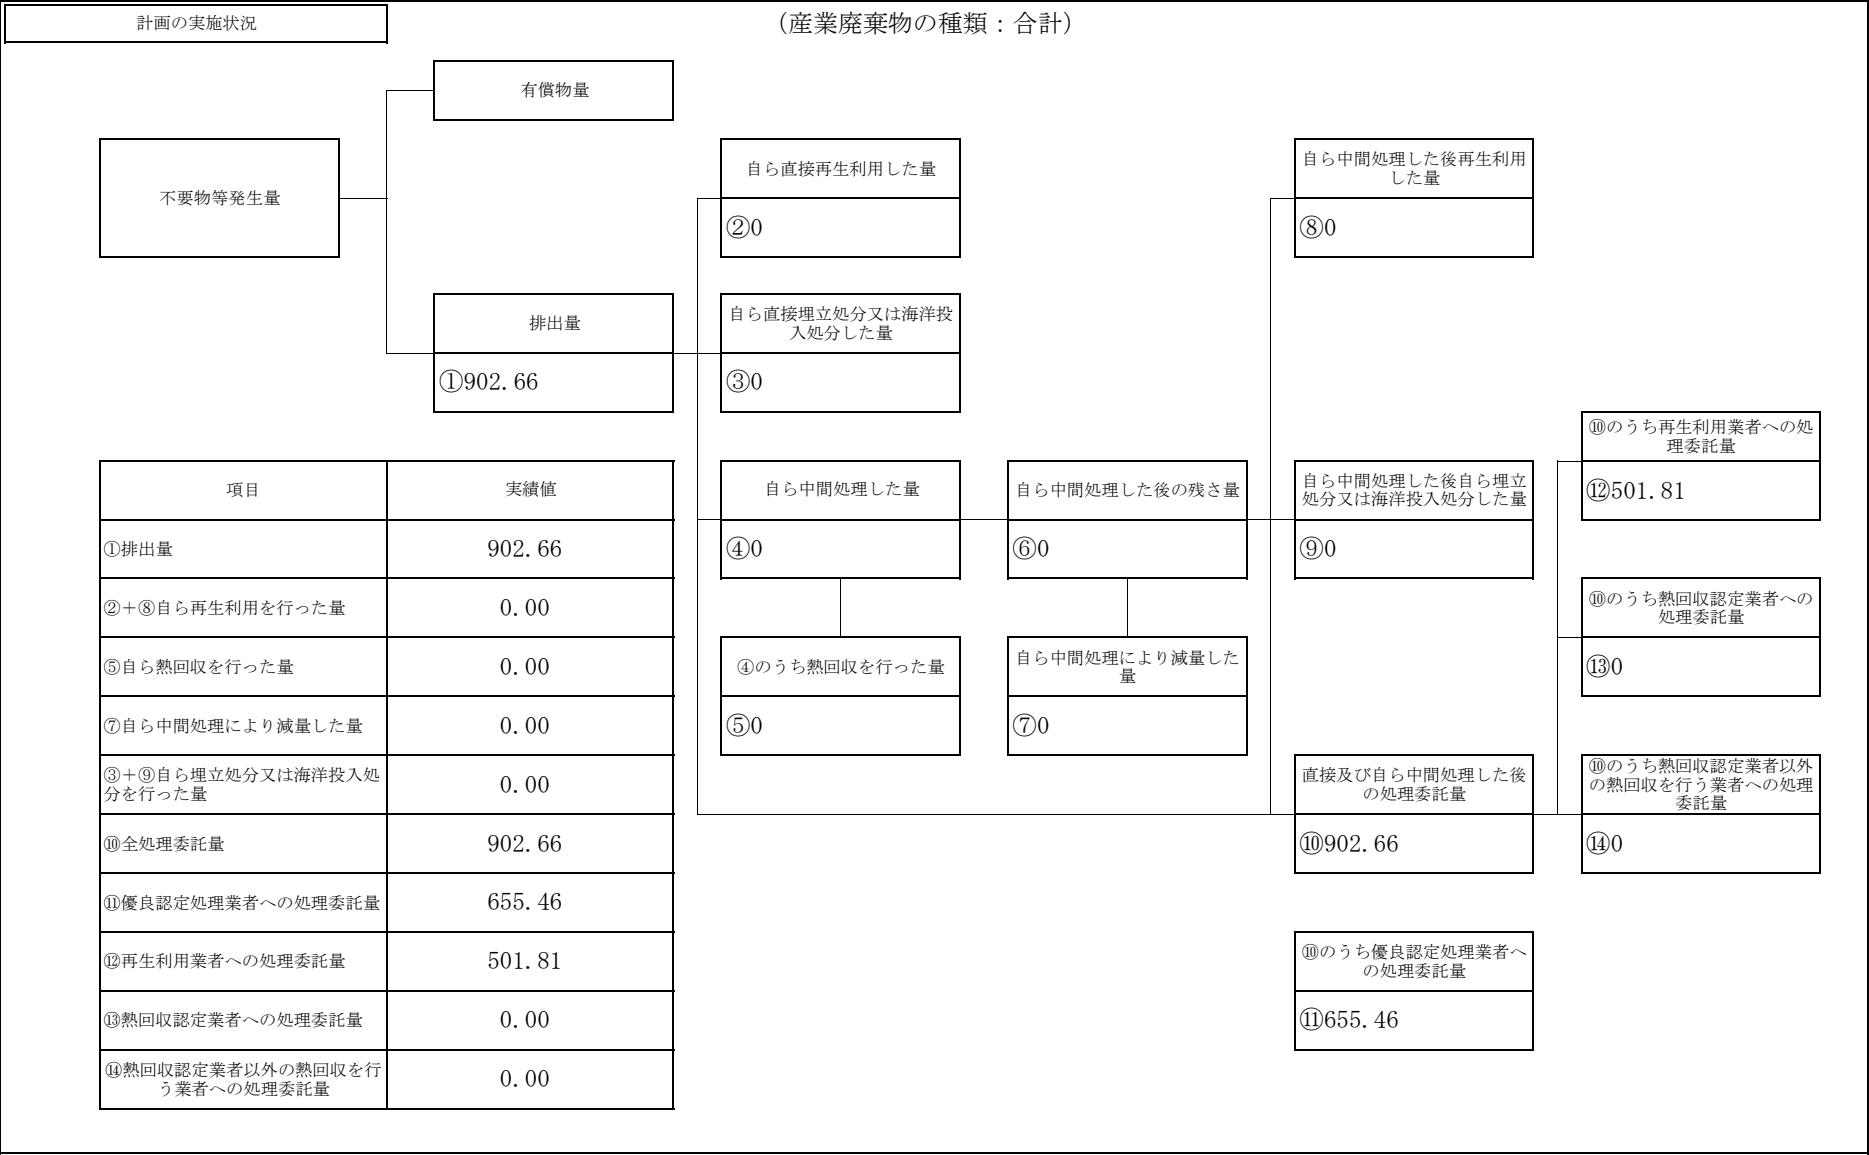 計画の実施状況
（産業廃棄物の種類：合計）
有償物量
不要物等発生量
自ら直接再生利用した量
②0
自ら中間処理した後再生利用
した量
⑧0
排出量
①902.66
自ら直接埋立処分又は海洋投
入処分した量
③0
自ら中間処理した量
④0
自ら中間処理した後の残さ量
⑥0
自ら中間処理した後自ら埋立
処分又は海洋投入処分した量
⑨0
⑩のうち再生利用業者への処
理委託量
⑫501.81
④のうち熱回収を行った量
⑤0
自ら中間処理により減量した
量
⑦0
⑩のうち熱回収認定業者への
処理委託量
⑬0
直接及び自ら中間処理した後
の処理委託量
⑩902.66
⑩のうち熱回収認定業者以外
の熱回収を行う業者への処理
委託量
⑭0
⑩のうち優良認定処理業者へ
の処理委託量
⑪655.46
項目 実績値
①排出量 902.66
②＋⑧自ら再生利用を行った量 0.00
⑤自ら熱回収を行った量 0.00
⑦自ら中間処理により減量した量 0.00
③＋⑨自ら埋立処分又は海洋投入処
分を行った量 0.00
⑩全処理委託量 902.66
⑪優良認定処理業者への処理委託量 655.46
⑫再生利用業者への処理委託量 501.81
⑬熱回収認定業者への処理委託量 0.00
⑭熱回収認定業者以外の熱回収を行
う業者への処理委託量 0.00